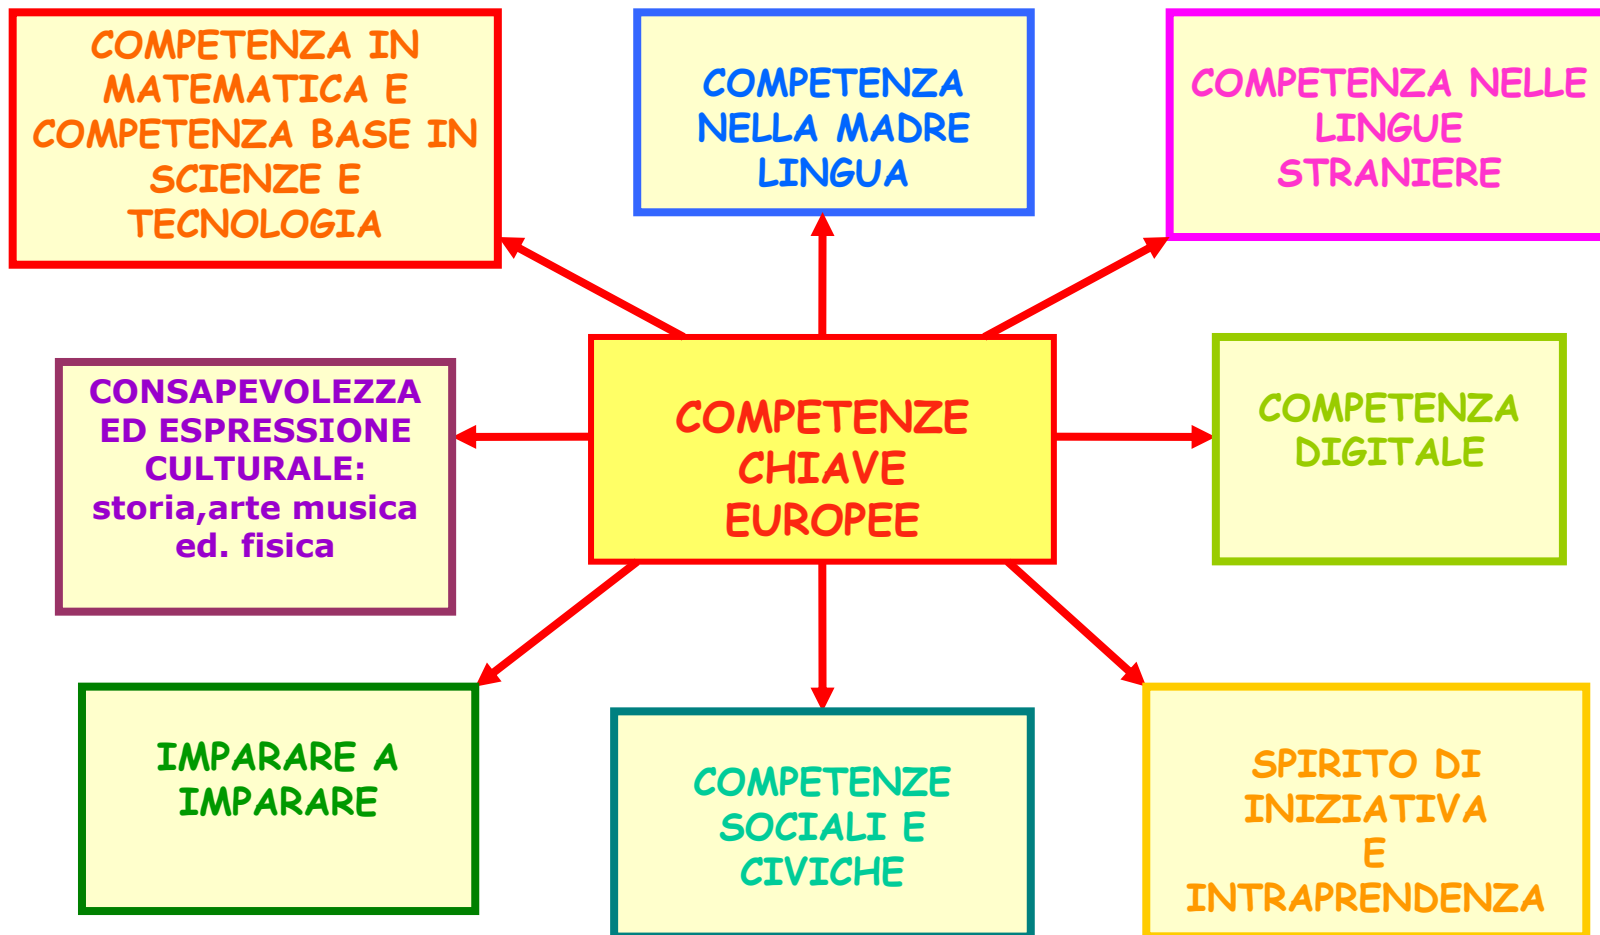 COMPETENZA IN
MATEMATICA E
COMPETENZA BASE IN
SCIENZE E
TECNOLOGIA
COMPETENZA
NELLA MADRE
LINGUA
COMPETENZA NELLE
LINGUE
STRANIERE
CONSAPEVOLEZZA
ED ESPRESSIONE
CULTURALE:
storia,arte musica
ed. fisica
COMPETENZE
CHIAVE
EUROPEE
COMPETENZA
DIGITALE
IMPARARE A
IMPARARE
COMPETENZE
SOCIALI E
CIVICHE
SPIRITO DI
INIZIATIVA
E
INTRAPRENDENZA